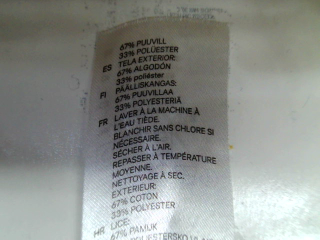 67% PUUVILL
33% POLÜESTER
ES TELA EXTERIOR:
67% ALGODÓN
33% poliéster
FI PÄÄLLISKANGAS:
67% PUUVILLAA
33% POLYESTERIÄ
FR LAVER À LA MACHINE À
L'EAU TIÈDE.
BLANCHIR SANS CHLORE SI
NÉCESSAIRE.
SÉCHER À L'AIR.
REPASSER À TEMPÉRATURE
MOYENNE.
NETTOYAGE À SEC.
EXTERIEUR:
67% COTON
33% POLYESTER
HR LICE:
67% PAMUK